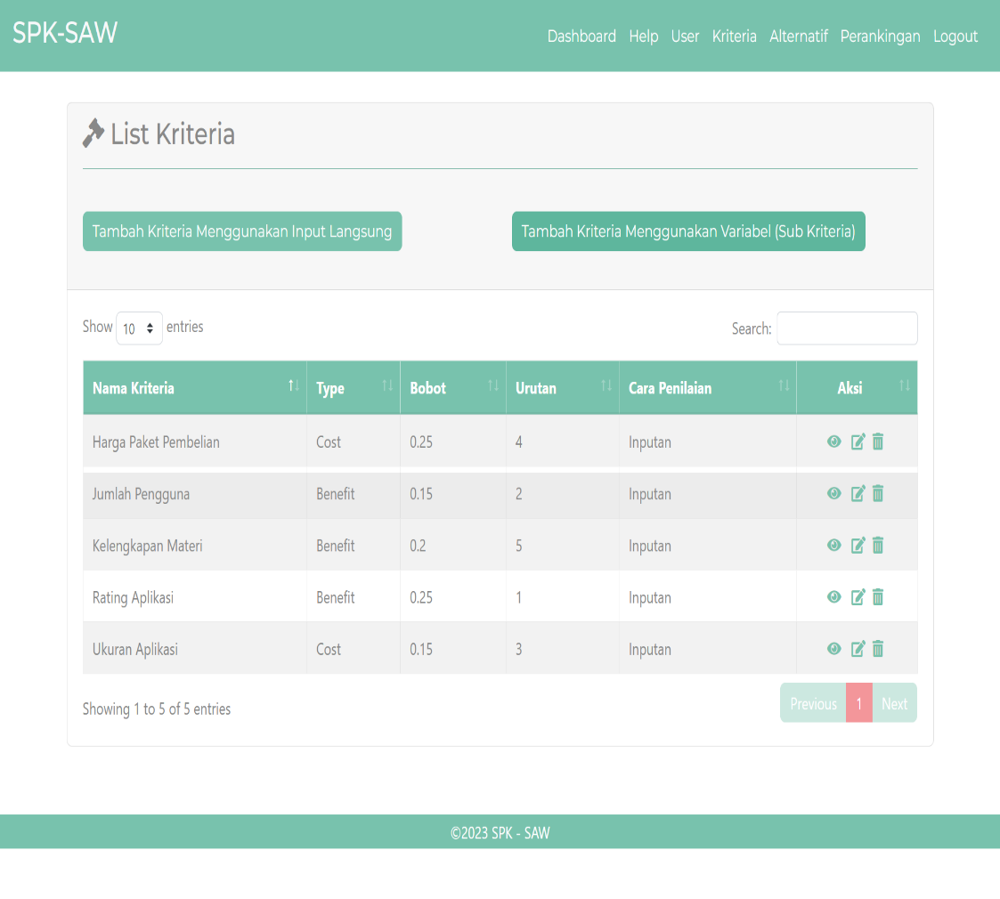 SPK-SAW
Dashboard Help User Kriteria Alternatif Perankingan Logout
List Kriteria
Tambah Kriteria Menggunakan Input Langsung
Tambah Kriteria Menggunakan Variabel (Sub Kriteria)
Show 10 entries
Search:
Nama Kriteria Type Bobot Urutan Cara Penilaian Aksi
Harga Paket Pembelian Cost 0.25 4 Inputan
Jumlah Pengguna Benefit 0.15 2 Inputan
Kelengkapan Materi Benefit 0.2 5 Inputan
Rating Aplikasi Benefit 0.25 1 Inputan
Ukuran Aplikasi Cost 0.15 3 Inputan
Showing 1 to 5 of 5 entries
Previous 1 Next
©2023 SPK - SAW